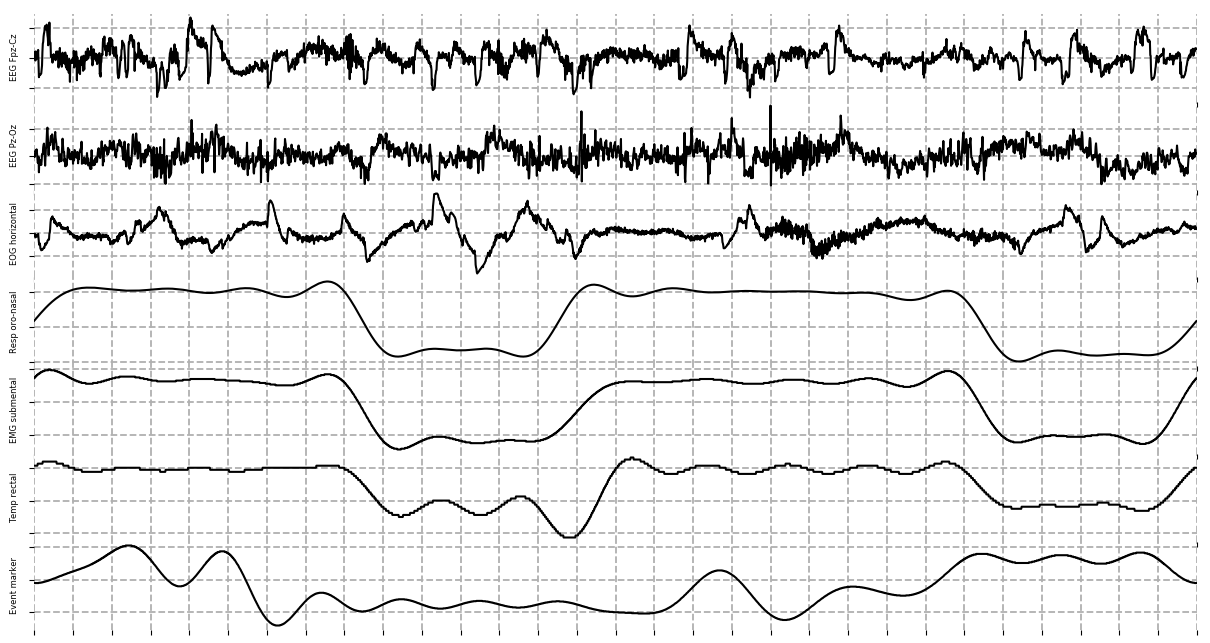 EEG Fpz-Cz
EEG Pz-Oz
EOG horizontal
Resp oro-nasal
EMG submental
Temp rectal
Event marker